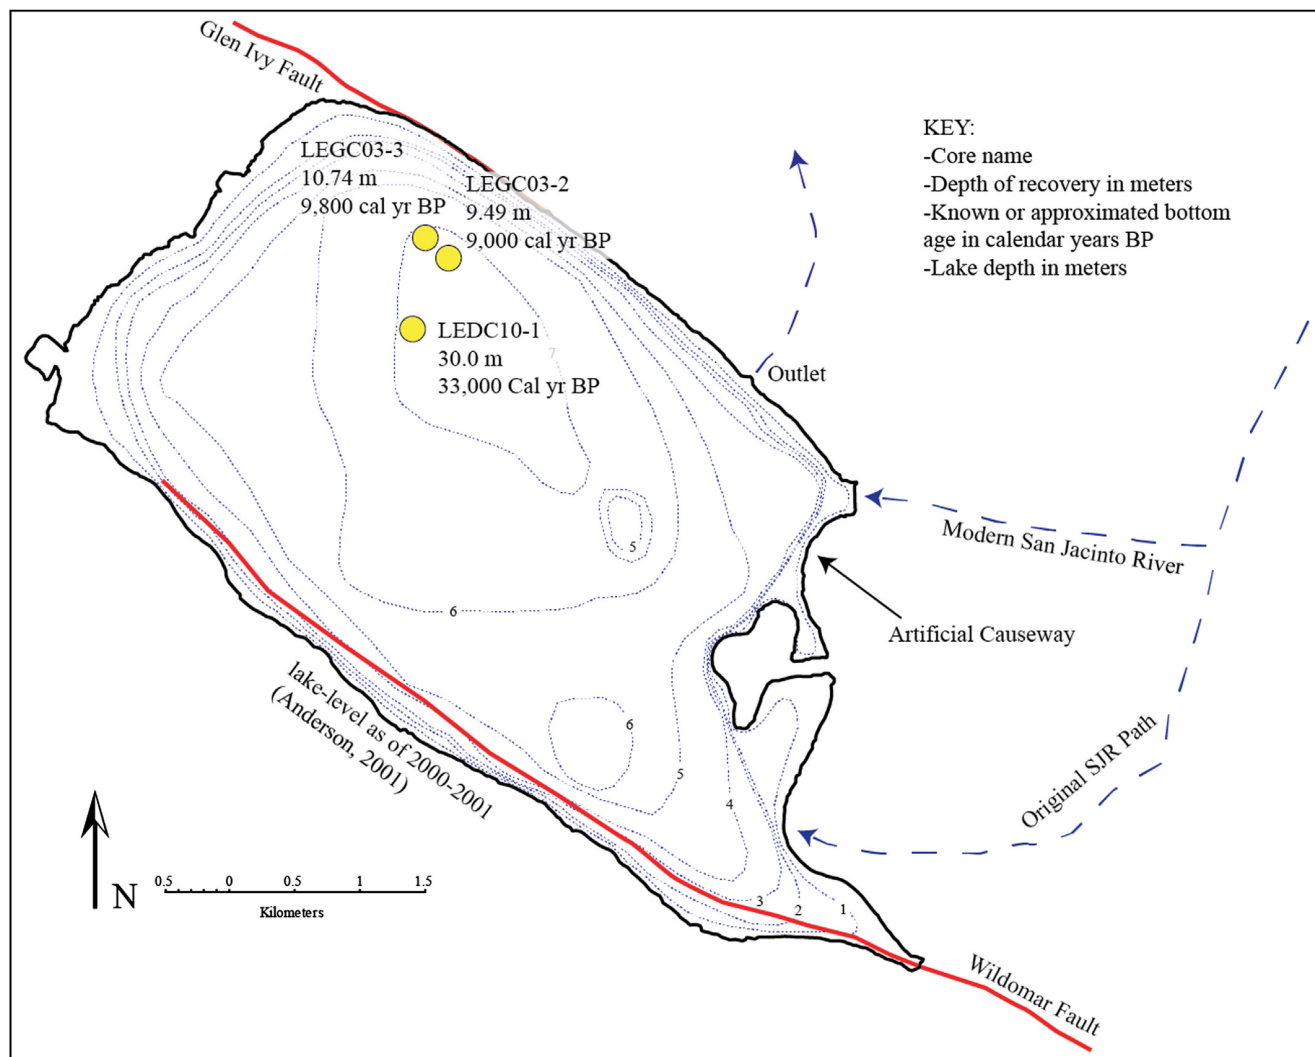 Glen Ivy Fault
LEGC03-3
10.74 m
9,800 cal yr BP
LEGC03-2
9.49 m
9,000 cal yr BP
KEY:
-Core name
-Depth of recovery in meters
-Known or approximated bottom
age in calendar years BP
-Lake depth in meters
LEDC10-1
30.0 m
33,000 Cal yr BP
7
Outlet
5
Modern San Jacinto River
6
Artificial Causeway
lake-level as of 2000-2001
(Anderson, 2001)
6
5
4
Original SJR Path
3
2
1
N
0.5 0 0.5 1 1.5
Kilometers
Wildomar Fault